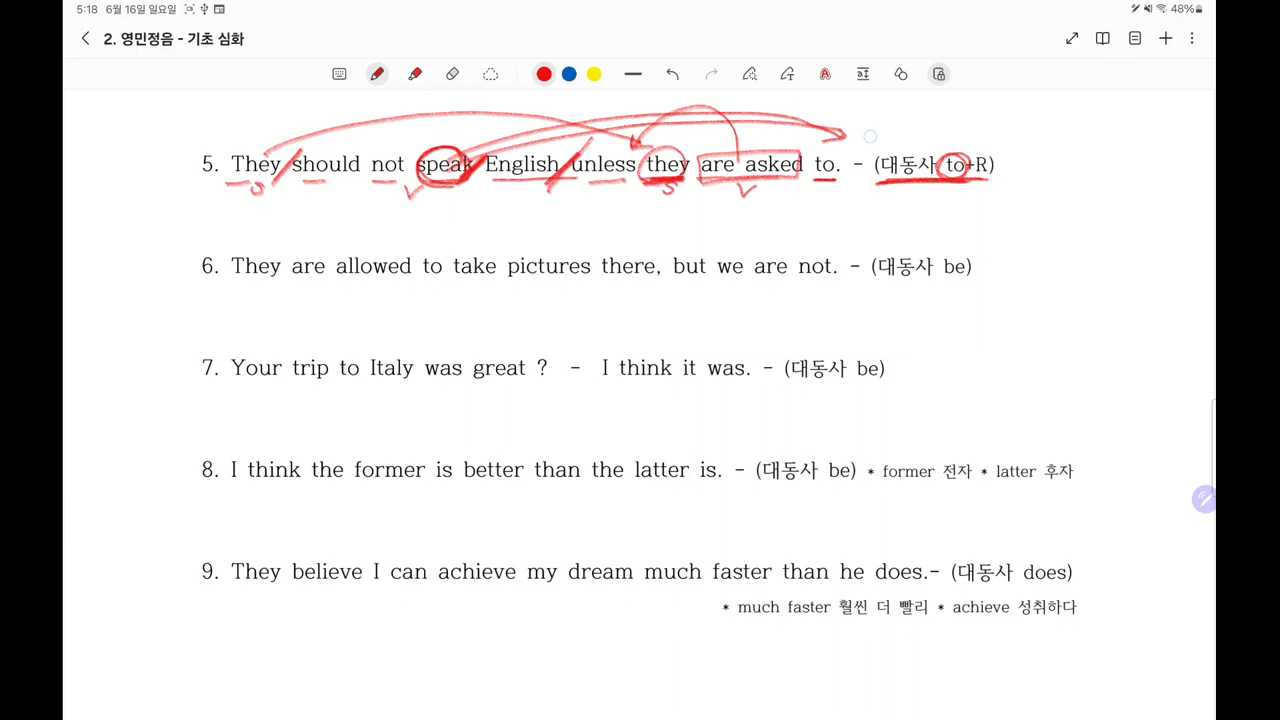 5:18 6월 16일 일요일
48%
2. 영민정음 - 기초 심화
5. They should not speak English unless they are asked to. - (대동사 to+R)
S V S V
6. They are allowed to take pictures there, but we are not. - (대동사 be)
7. Your trip to Italy was great ? - I think it was. - (대동사 be)
8. I think the former is better than the latter is. - (대동사 be) * former 전자 * latter 후자
9. They believe I can achieve my dream much faster than he does.- (대동사 does)
* much faster 훨씬 더 빨리 * achieve 성취하다